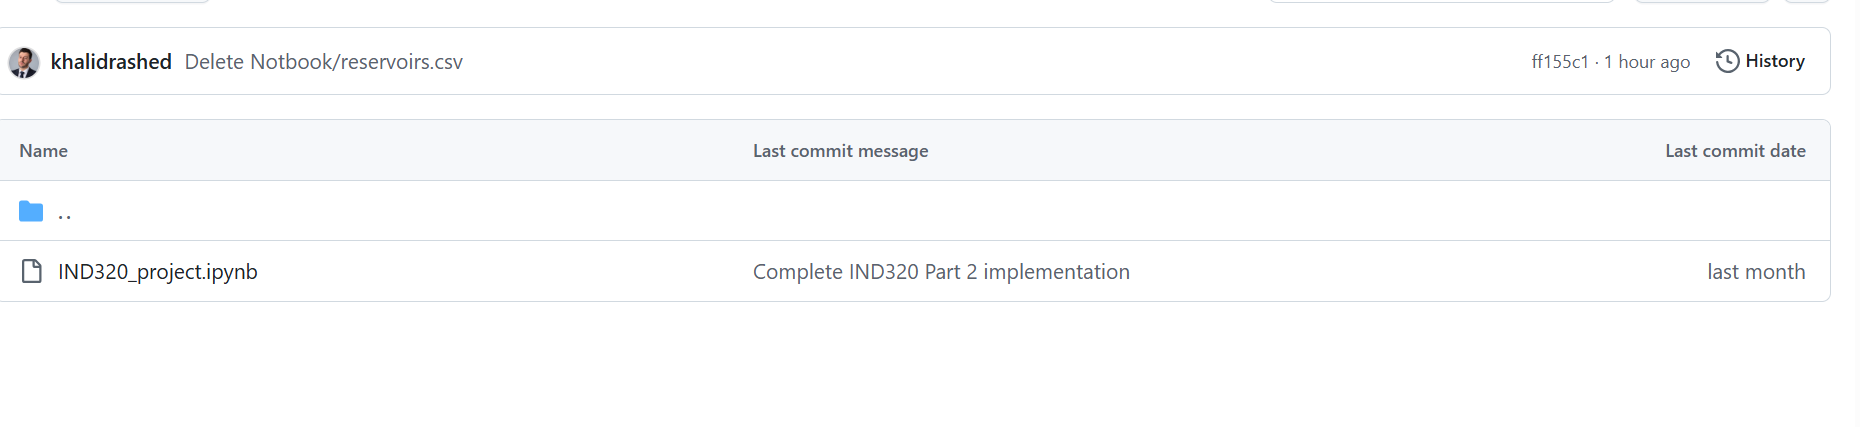 khalidrashed Delete Notbook/reservoirs.csv ff155c1 · 1 hour ago History
Name Last commit message Last commit date
..
IND320_project.ipynb Complete IND320 Part 2 implementation last month